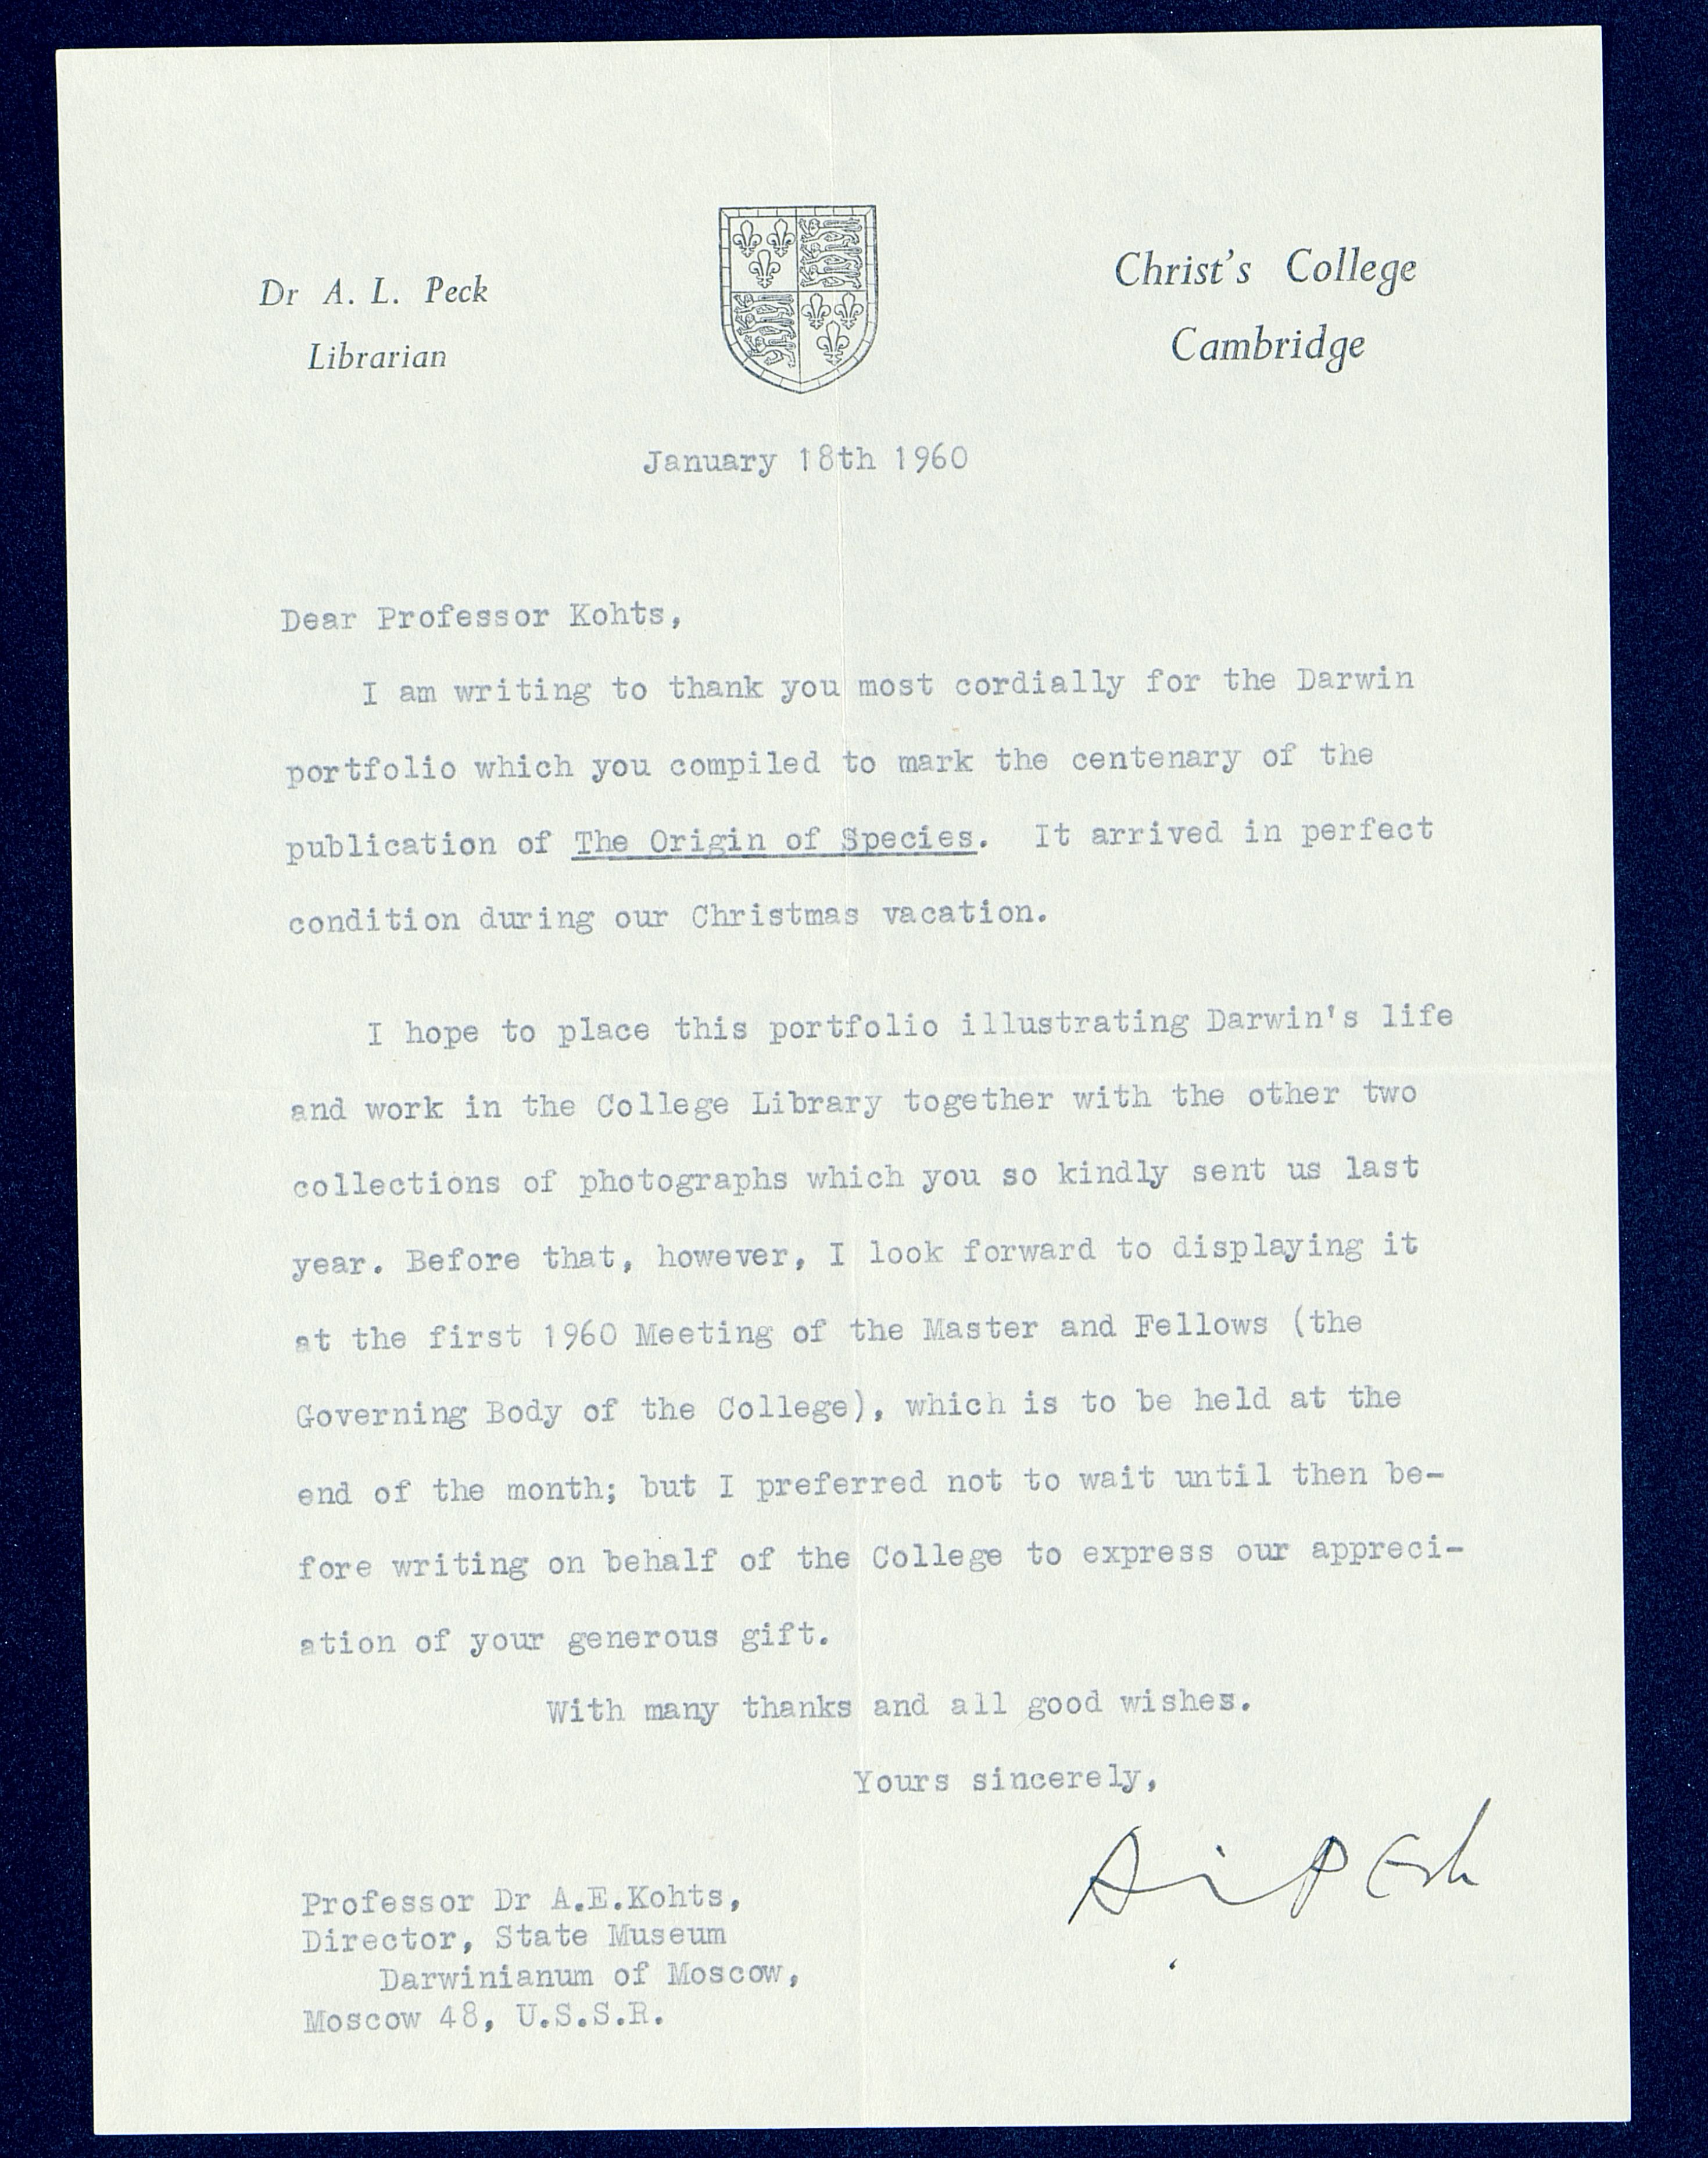 Dr A. L. Peck
Librarian
Christ's College
Cambridge
January 18th 1960
Dear Professor Kohts,
I am writing to thank you most cordially for the Darwin
portfolio which you compiled to mark the centenary of the
publication of The Origin of Species. It arrived in perfect
condition during our Christmas vacation.
I hope to place this portfolio illustrating Darwin's life
and work in the College Library together with the other two
collections of photographs which you so kindly sent us last
year. Before that, however, I look forward to displaying it
at the first 1960 Meeting of the Master and Fellows (the
Governing Body of the College), which is to be held at the
end of the month; but I preferred not to wait until then be-
fore writing on behalf of the College to express our appreci-
ation of your generous gift.
With many thanks and all good wishes.
Yours sincerely,
A L Peck
Professor Dr A.E.Kohts,
Director, State Museum
Darwinianum of Moscow,
Moscow 48, U.S.S.R.